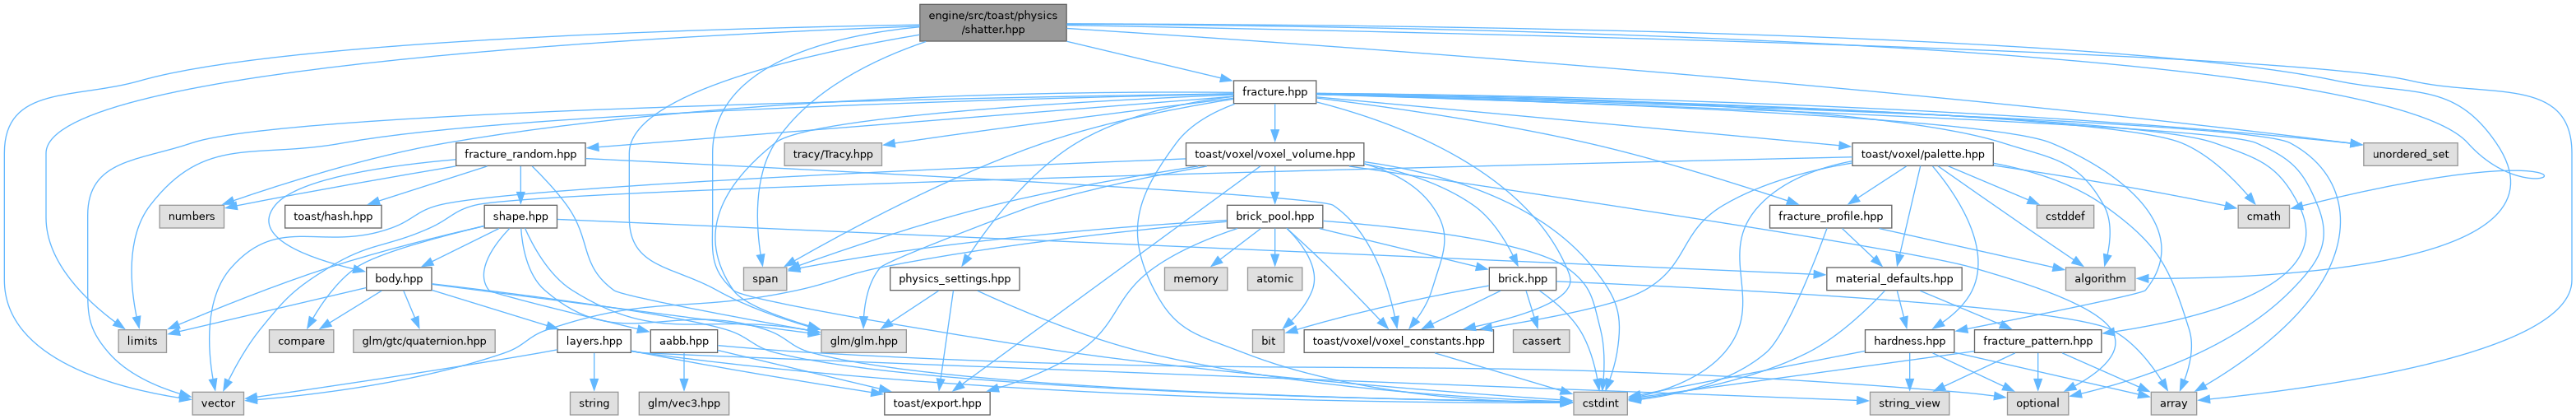 engine/src/toast/physics
/shatter.hpp
fracture.hpp
fracture_random.hpp
tracy/Tracy.hpp
toast/voxel/voxel_volume.hpp
toast/voxel/palette.hpp
unordered_set
numbers
toast/hash.hpp
shape.hpp
brick_pool.hpp
fracture_profile.hpp
cstddef
cmath
body.hpp
span
physics_settings.hpp
memory
atomic
brick.hpp
material_defaults.hpp
algorithm
limits
compare
glm/gtc/quaternion.hpp
layers.hpp
aabb.hpp
glm/glm.hpp
bit
toast/voxel/voxel_constants.hpp
cassert
hardness.hpp
fracture_pattern.hpp
vector
string
glm/vec3.hpp
toast/export.hpp
cstdint
string_view
optional
array